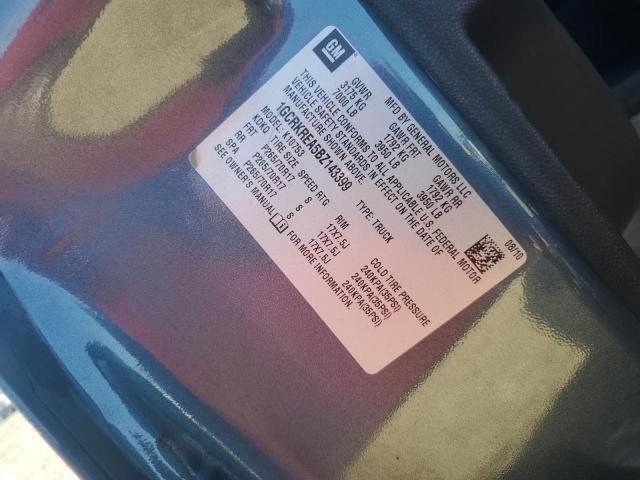 GM
MFD BY GENERAL MOTORS LLC 08/10
GVWR GAWR FRT GAWR RR
3175 KG 1792 KG 1792 KG
7000 LB 3950 LB 3950 LB
THIS VEHICLE CONFORMS TO ALL APPLICABLE U.S. FEDERAL MOTOR
VEHICLE SAFETY STANDARDS IN EFFECT ON THE DATE OF
MANUFACTURE SHOWN ABOVE.
1GCRKREA5BZ143399 TYPE: TRUCK
MODEL: K10753
KDKO TIRE SIZE SPEED RTG RIM COLD TIRE PRESSURE
FRT P265/70R17 S 17X7.5J 240KPA(35PSI)
RR P265/70R17 S 17X7.5J 240KPA(35PSI)
SPA P265/70R17 S 17X7.5J 240KPA(35PSI)
SEE OWNER'S MANUAL FOR MORE INFORMATION.